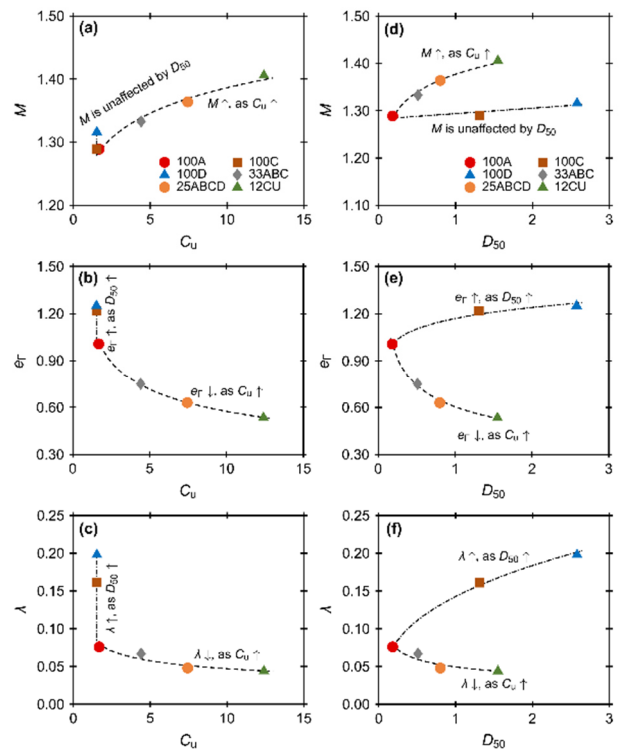 (a)
1.50
1.40
1.30
1.20
M
M is unaffected by D50
M ↑, as Cu ↑
100A
100C
100D
33ABC
25ABCD
12CU
0
5
10
15
Cu
(d)
1.50
1.40
1.30
1.20
1.10
M
M ↑, as Cu ↑
M is unaffected by D50
100A
100C
100D
33ABC
25ABCD
12CU
0
1
2
3
D50
(b)
1.50
1.20
0.90
0.60
0.30
eΓ
eΓ ↑, as D50 ↑
eΓ ↓, as Cu ↑
0
5
10
15
Cu
(e)
1.50
1.20
0.90
0.60
0.30
eΓ
eΓ ↑, as D50 ↑
eΓ ↓, as Cu ↑
0
1
2
3
D50
(c)
0.25
0.20
0.15
0.10
0.05
0.00
λ
λ ↑, as D50 ↑
λ ↓, as Cu ↑
0
5
10
15
Cu
(f)
0.25
0.20
0.15
0.10
0.05
0.00
λ
λ ↑, as D50 ↑
λ ↓, as Cu ↑
0
1
2
3
D50